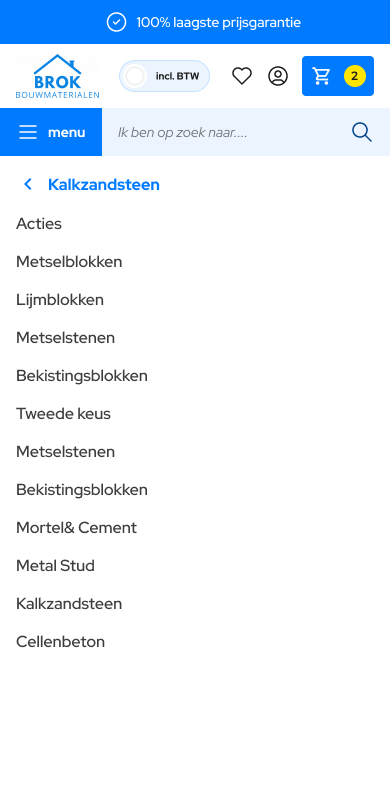 100% laagste prijsgarantie
BROK
BOUWMATERIALEN
incl. BTW
2
menu
Ik ben op zoek naar....
Kalkzandsteen
Acties
Metselblokken
Lijmblokken
Metselstenen
Bekistingsblokken
Tweede keus
Metselstenen
Bekistingsblokken
Mortel& Cement
Metal Stud
Kalkzandsteen
Cellenbeton